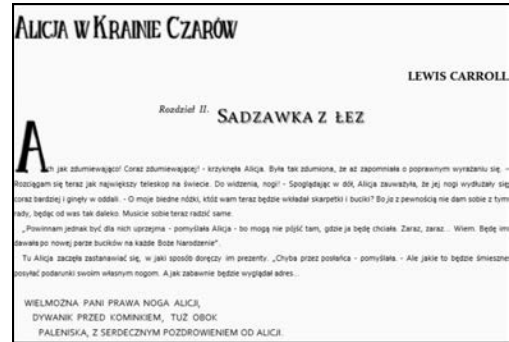 ALICJA W KRAINIE CZARÓW
LEWIS CARROLL
Rozdział II. SADZAWKA Z ŁEZ
Ach jak zdumiewająco! Coraz zdumiewającej! - krzyknęła Alicja. Była tak zdumiona, że aż zapomniała o poprawnym wyrażaniu się. -
Rozciągam się teraz jak największy teleskop na świecie. Do widzenia, nogi! - Spoglądając w dół, Alicja zauważyła, że jej nogi wydłużały się
coraz bardziej i ginęły w oddali. - O moje biedne nóżki, któż wam teraz będzie wkładał skarpetki i buciki? Bo ja z pewnością nie dam sobie z tym
rady, będąc od was tak daleko. Musicie sobie teraz radzić same.
„Powinnam jednak być dla nich uprzejma - pomyślała Alicja - bo mogą nie pójść tam, gdzie ja będę chciała. Zaraz, zaraz... Wiem. Będę im
dawała po nowej parze bucików na każde Boże Narodzenie".
Tu Alicja zaczęła zastanawiać się, w jaki sposób doręczy im prezenty. „Chyba przez posłańca - pomyślała. - Ale jakie to będzie śmieszne
posyłać podarunki swoim własnym nogom. A jak zabawnie będzie wyglądał adres...
WIELMOŻNA PANI PRAWA NOGA ALICJI,
DYWANIK PRZED KOMINKIEM, TUŻ OBOK
PALENISKA, Z SERDECZNYM POZDROWIENIEM OD ALICJI.